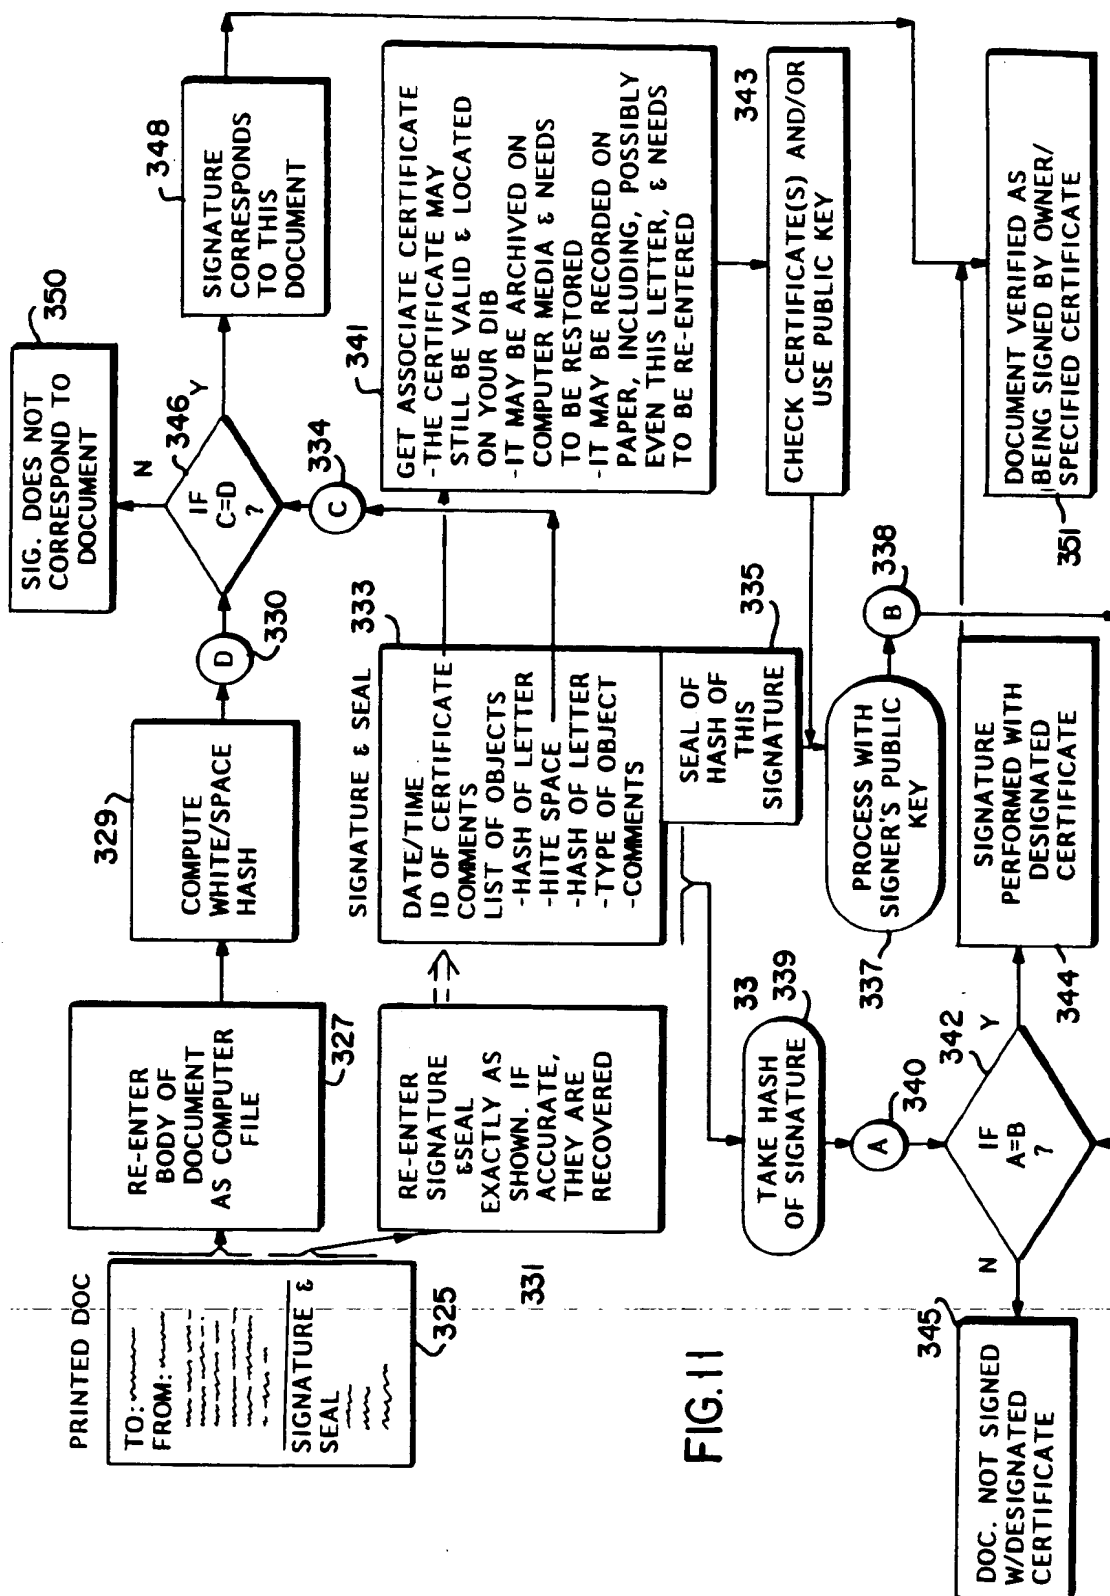 PRINTED DOC
TO:
FROM:
SIGNATURE &
SEAL
325
RE-ENTER
BODY OF
DOCUMENT
AS COMPUTER
FILE
327
COMPUTE
WHITE/SPACE
HASH
329
D
330
IF
C=D
?
346
N
Y
SIG. DOES NOT
CORRESPOND TO
DOCUMENT
350
SIGNATURE
CORRESPONDS
TO THIS
DOCUMENT
348
C
334
331
RE-ENTER
SIGNATURE
&SEAL
EXACTLY AS
SHOWN. IF
ACCURATE,
THEY ARE
RECOVERED
SIGNATURE & SEAL
333
DATE/TIME
ID OF CERTIFICATE
COMMENTS
LIST OF OBJECTS
-HASH OF LETTER
-HITE SPACE
-HASH OF LETTER
-TYPE OF OBJECT
-COMMENTS
SEAL OF
HASH OF
THIS
SIGNATURE
335
341
GET ASSOCIATE CERTIFICATE
-THE CERTIFICATE MAY
STILL BE VALID & LOCATED
ON YOUR DIB
-IT MAY BE ARCHIVED ON
COMPUTER MEDIA & NEEDS
TO BE RESTORED
-IT MAY BE RECORDED ON
PAPER, INCLUDING, POSSIBLY
EVEN THIS LETTER, & NEEDS
TO BE RE-ENTERED
343
CHECK CERTIFICATE(S) AND/OR
USE PUBLIC KEY
33
339
TAKE HASH
OF SIGNATURE
PROCESS WITH
SIGNER'S PUBLIC
KEY
337
B
338
A
340
IF
A=B
?
342
N
Y
345
DOC. NOT SIGNED
W/DESIGNATED
CERTIFICATE
SIGNATURE
PERFORMED WITH
DESIGNATED
CERTIFICATE
344
DOCUMENT VERIFIED AS
BEING SIGNED BY OWNER/
SPECIFIED CERTIFICATE
351
FIG.11